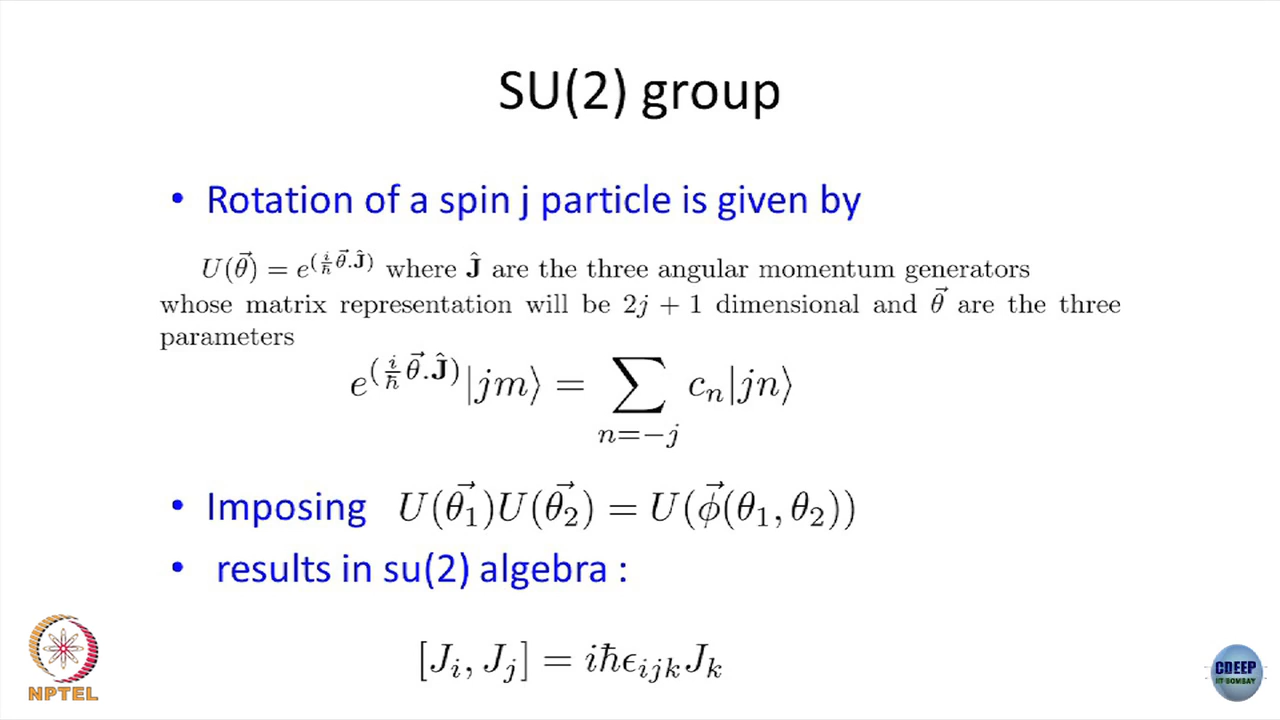 SU(2) group
• Rotation of a spin j particle is given by
U(θ⃗) = e^{(i/ħ θ⃗.Ĵ)} where Ĵ are the three angular momentum generators
whose matrix representation will be 2j + 1 dimensional and θ⃗ are the three
parameters
e^{(i/ħ θ⃗.Ĵ)}|jm⟩ = ∑_{n=−j} c_n|jn⟩
• Imposing U(θ⃗₁)U(θ⃗₂) = U(ϕ⃗(θ₁, θ₂))
• results in su(2) algebra :
[J_i, J_j] = iħϵ_{ijk}J_k
NPTEL
CDEEP
IIT BOMBAY